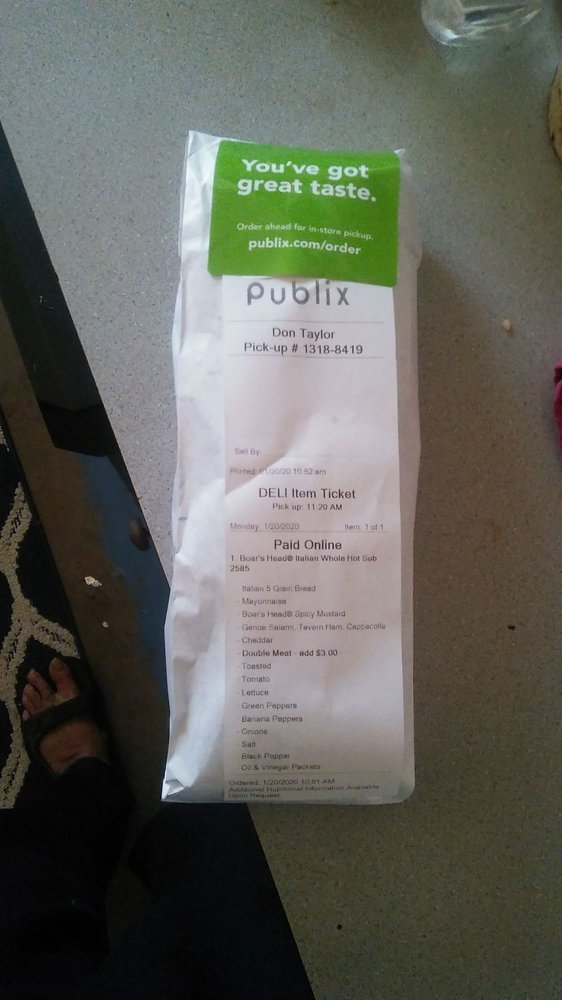 You've got
great taste.
Order ahead for in-store pickup.
publix.com/order
Publix
Don Taylor
Pick-up # 1318-8419
Sell By
Printed: 01/20/20 10:52 am
DELI Item Ticket
Pick up: 11:20 AM
Monday 1/20/2020 Item: 1 of 1
Paid Online
1 Boar's Head® Italian Whole Hot Sub
2585
- Italian 5 Grain Bread
- Mayonnaise
- Boar's Head® Spicy Mustard
- Genoa Salami, Tavern Ham, Cappacolla
- Cheddar
- Double Meat - add $3.00
- Toasted
- Tomato
- Lettuce
- Green Peppers
- Banana Peppers
- Onions
- Salt
- Black Pepper
- Oil & Vinegar Packets
Ordered: 1/20/2020 10:51 AM
Additional Nutritional Information Available
Upon Request